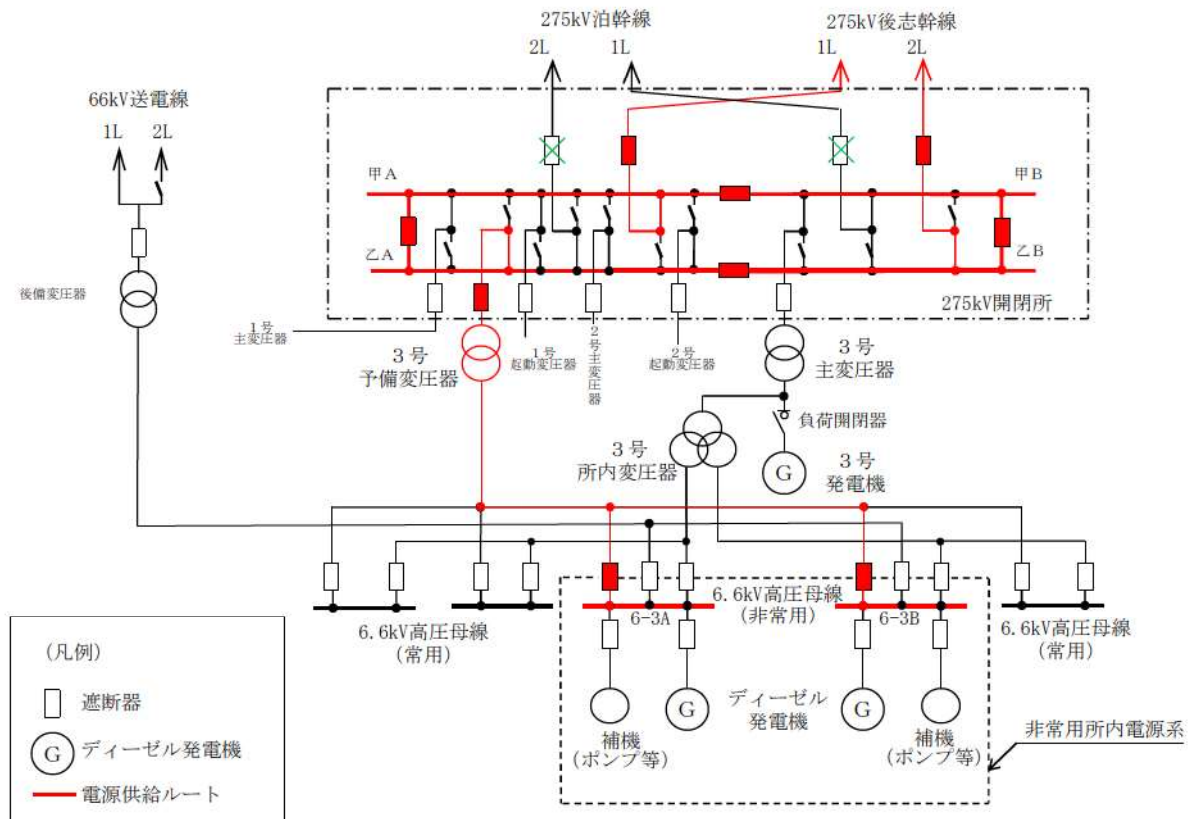 275kV泊幹線
275kV後志幹線
2L
1L
1L
2L
66kV送電線
1L
2L
甲A
甲B
乙A
乙B
後備変圧器
275kV開閉所
1号
主変圧器
3号
予備変圧器
1号
起動変圧器
2号主変圧器
2号
起動変圧器
3号
主変圧器
負荷開閉器
3号
所内変圧器
G
3号
発電機
6.6kV高圧母線
(常用)
6-3A
6.6kV高圧母線
(非常用)
6-3B
6.6kV高圧母線
(常用)
G
ディーゼル
発電機
G
補機
(ポンプ等)
補機
(ポンプ等)
非常用所内電源系
(凡例)
遮断器
G
ディーゼル発電機
電源供給ルート